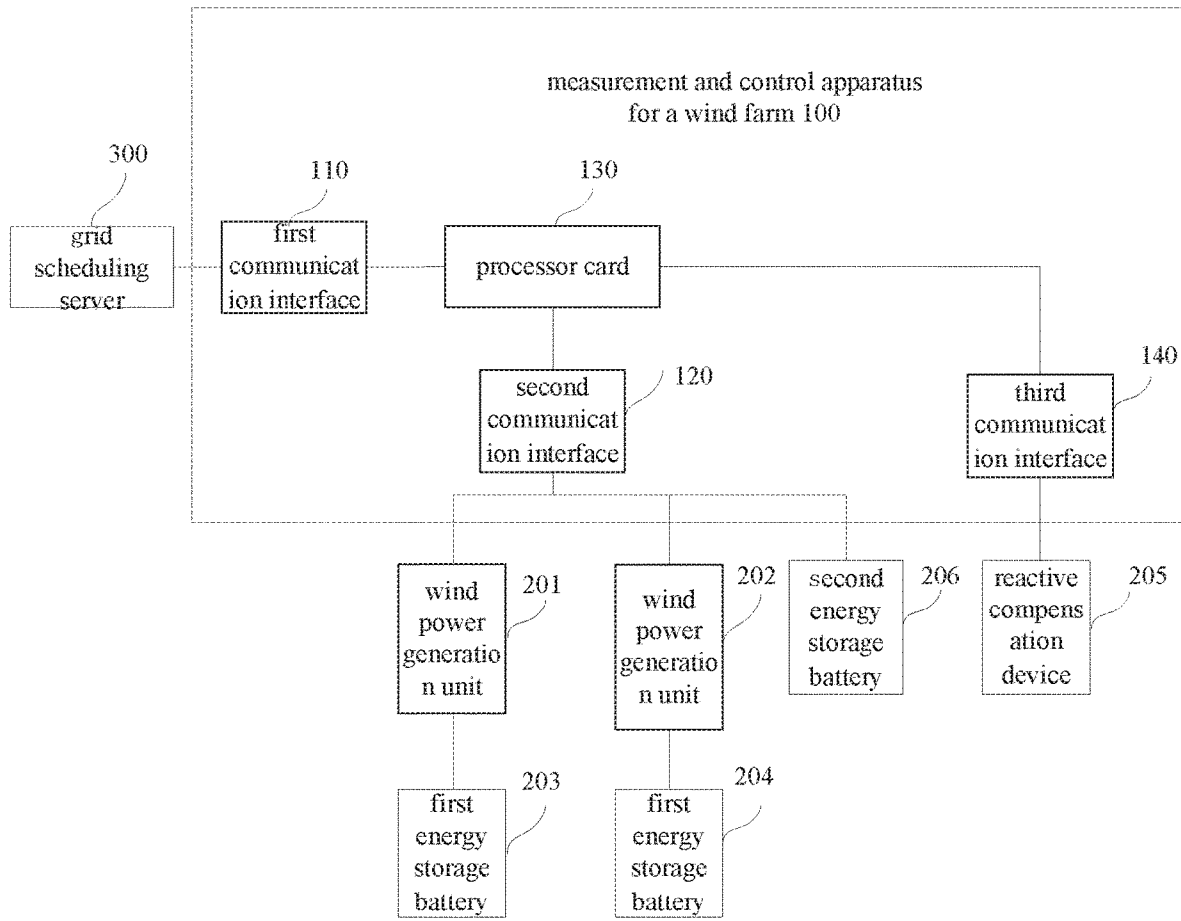 measurement and control apparatus
for a wind farm 100
300
110
130
grid
scheduling
server
first
communicat
ion interface
processor card
120
140
second
communicat
ion interface
third
communicat
ion interface
201
202
206
205
wind
power
generatio
n unit
wind
power
generatio
n unit
second
energy
storage
battery
reactive
compens
ation
device
203
204
first
energy
storage
battery
first
energy
storage
battery